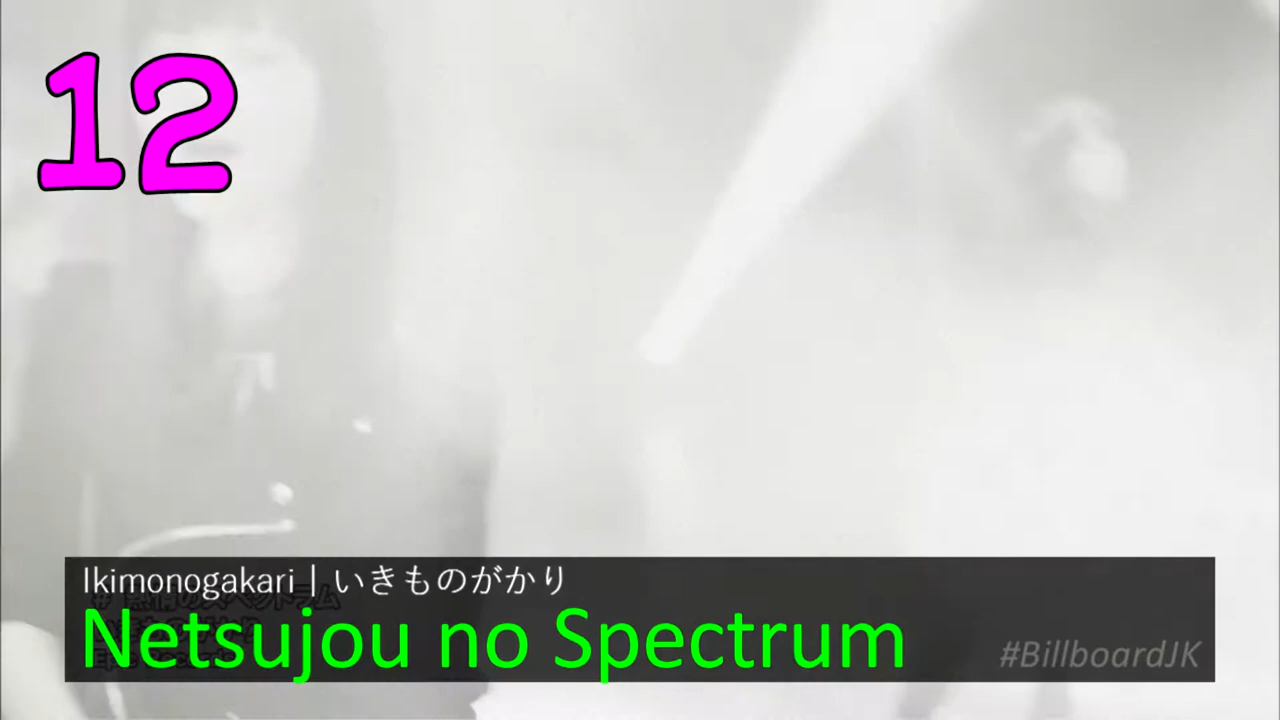 12
Ikimonogakari | いきものがかり
Netsujou no Spectrum
#BillboardJK